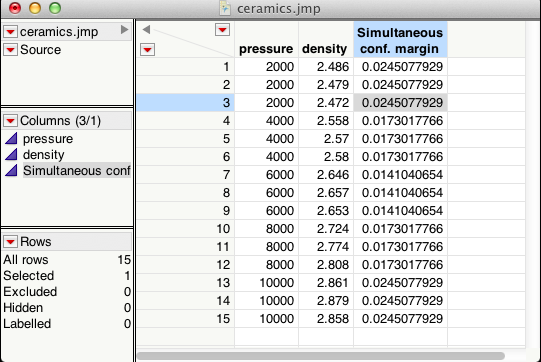 ceramics.jmp
ceramics.jmp
Source
Columns (3/1)
pressure
density
Simultaneous conf
Rows
All rows 15
Selected 1
Excluded 0
Hidden 0
Labelled 0
Simultaneous
pressure density conf. margin
1 2000 2.486 0.0245077929
2 2000 2.479 0.0245077929
3 2000 2.472 0.0245077929
4 4000 2.558 0.0173017766
5 4000 2.57 0.0173017766
6 4000 2.58 0.0173017766
7 6000 2.646 0.0141040654
8 6000 2.657 0.0141040654
9 6000 2.653 0.0141040654
10 8000 2.724 0.0173017766
11 8000 2.774 0.0173017766
12 8000 2.808 0.0173017766
13 10000 2.861 0.0245077929
14 10000 2.879 0.0245077929
15 10000 2.858 0.0245077929